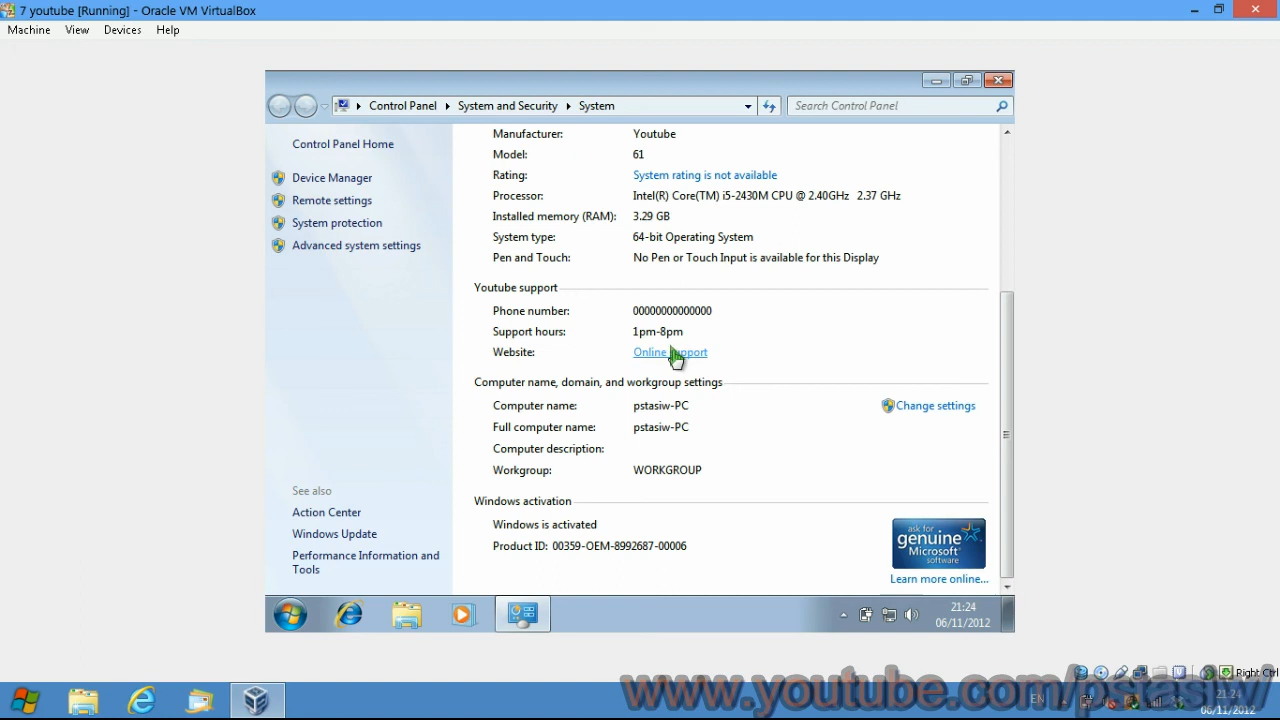 7 youtube [Running] - Oracle VM VirtualBox
Machine View Devices Help
Control Panel System and Security System
Search Control Panel
Control Panel Home
Device Manager
Remote settings
System protection
Advanced system settings
Manufacturer: Youtube
Model: 61
Rating: System rating is not available
Processor: Intel(R) Core(TM) i5-2430M CPU @ 2.40GHz 2.37 GHz
Installed memory (RAM): 3.29 GB
System type: 64-bit Operating System
Pen and Touch: No Pen or Touch Input is available for this Display
Youtube support
Phone number: 00000000000000
Support hours: 1pm-8pm
Website: Online support
Computer name, domain, and workgroup settings
Computer name: pstasiw-PC
Change settings
Full computer name: pstasiw-PC
Computer description:
Workgroup: WORKGROUP
Windows activation
Windows is activated
Product ID: 00359-OEM-8992687-00006
ask for
genuine
Microsoft
software
Learn more online...
See also
Action Center
Windows Update
Performance Information and
Tools
21:24
06/11/2012
Right Ctrl
www.youtube.com/pstasiw
EN
21:24
06/11/2012